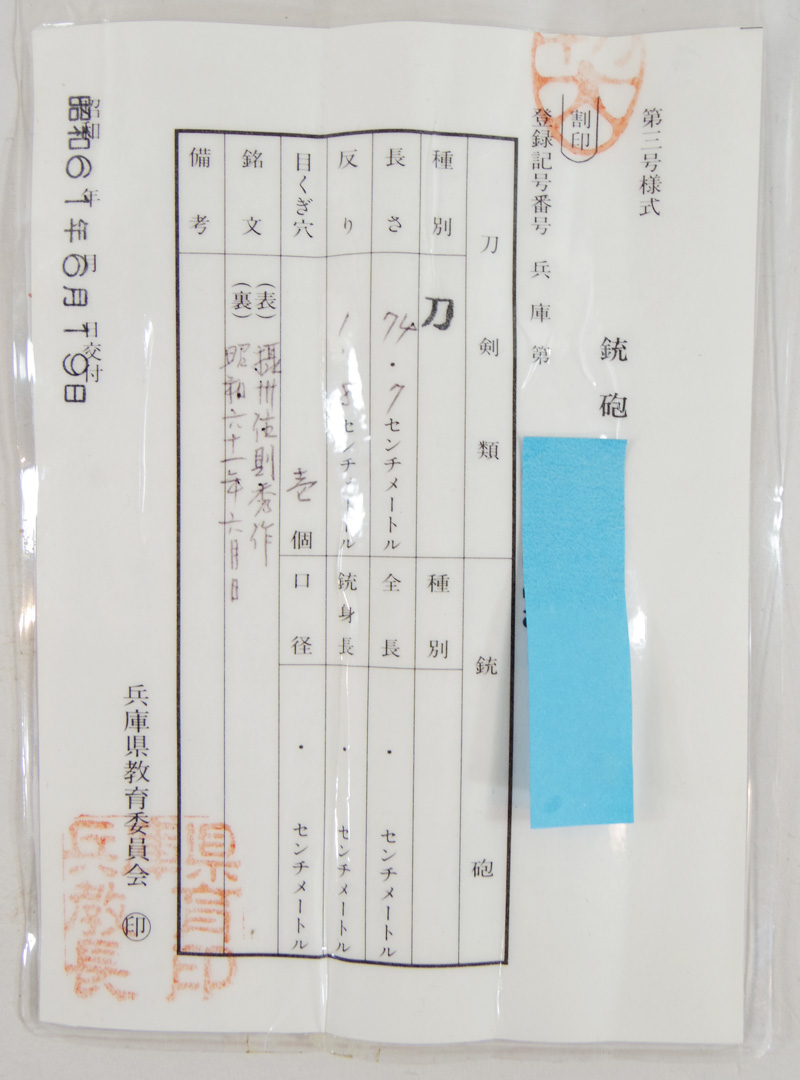 第三号様式
銃砲
割印
登録記号番号 兵庫 第
刀剣類
種別 刀
長さ 74.7 センチメートル
反り 1.8 センチメートル
目くぎ穴 壱個
銘文
(表) 摂州住則秀作
(裏) 昭和六十一年六月日
備考
銃砲
種別
全長 ・ センチメートル
銃身長 ・ センチメートル
口径 ・ センチメートル
昭和61年6月19日
交付
兵庫県教育委員会 印